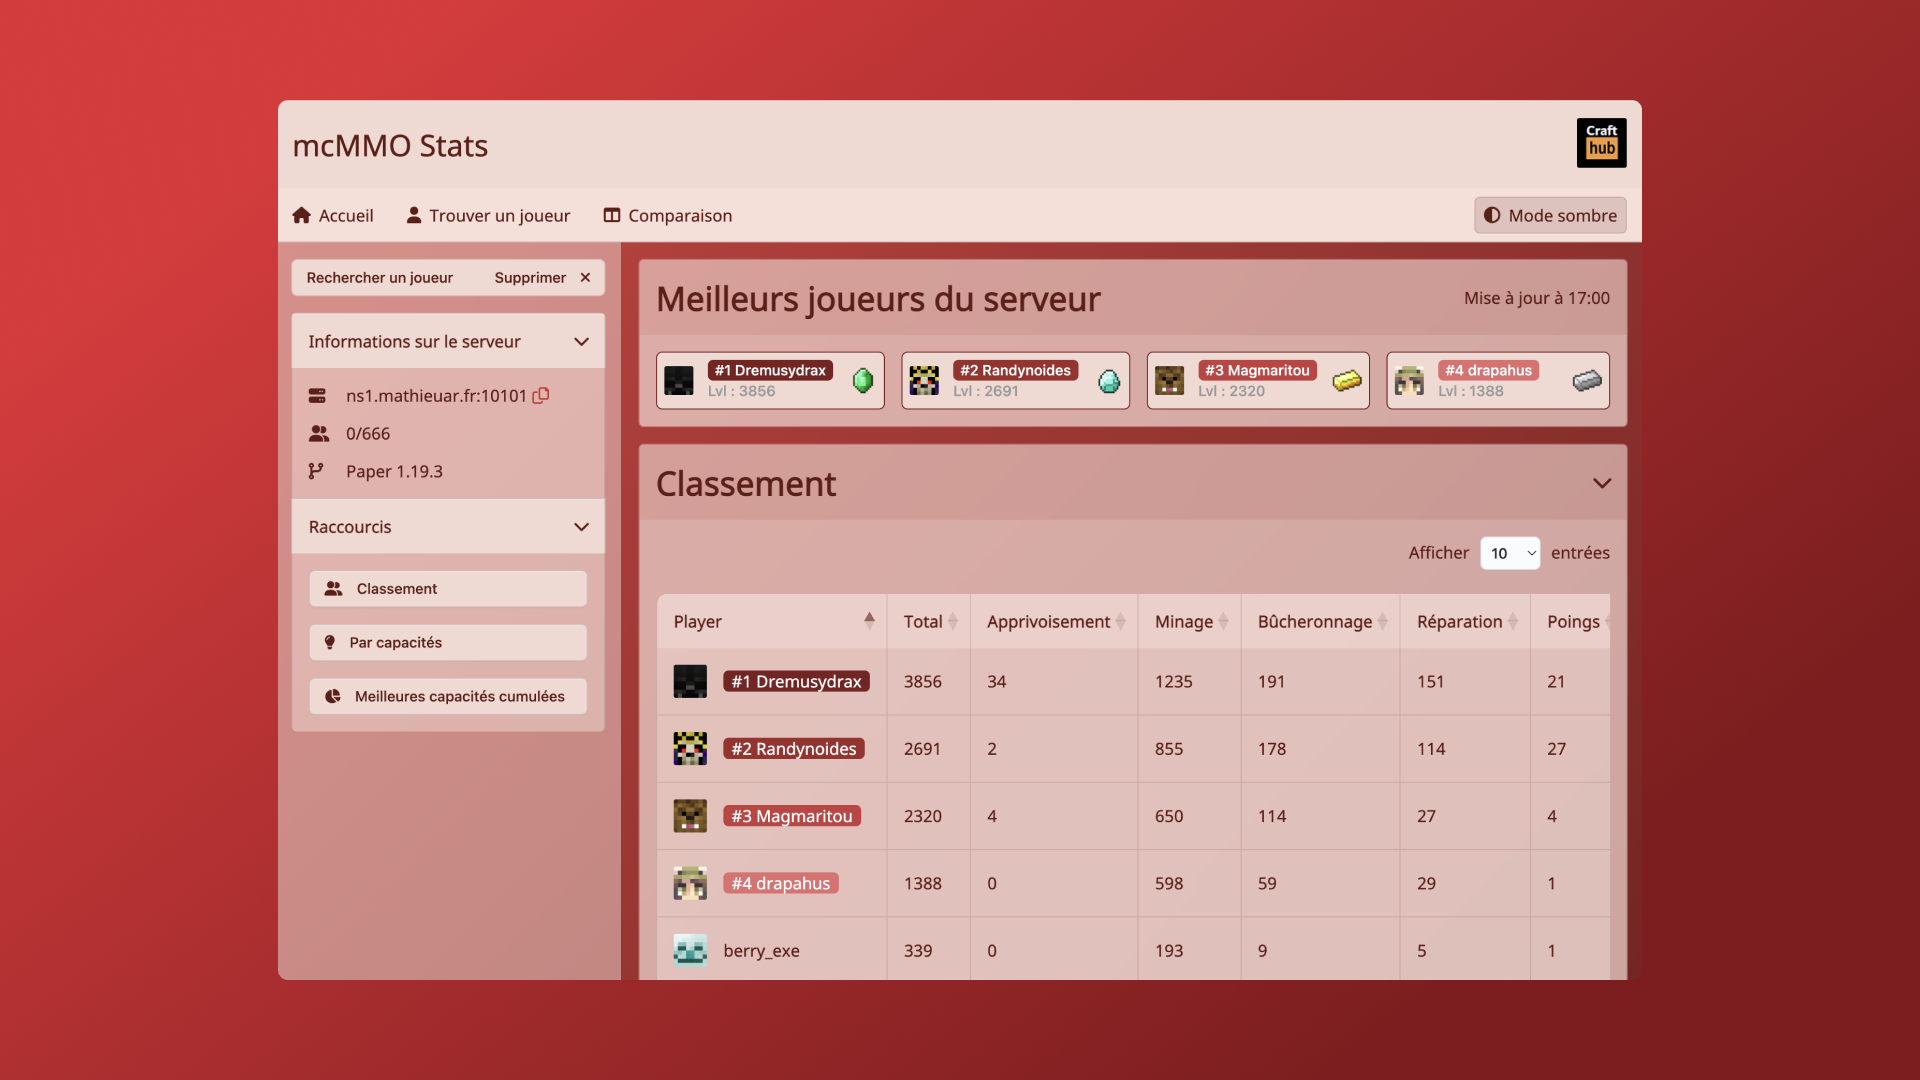 mcMMO Stats
Craft
hub
Accueil
Trouver un joueur
Comparaison
Mode sombre
Rechercher un joueur
Supprimer ×
Informations sur le serveur
ns1.mathieuar.fr:10101
0/666
Paper 1.19.3
Raccourcis
Classement
Par capacités
Meilleures capacités cumulées
Meilleurs joueurs du serveur
Mise à jour à 17:00
#1 Dremusydrax
Lvl : 3856
#2 Randynoides
Lvl : 2691
#3 Magmaritou
Lvl : 2320
#4 drapahus
Lvl : 1388
Classement
Afficher 10 entrées
Player Total Apprivoisement Minage Bûcheronnage Réparation Poings
#1 Dremusydrax 3856 34 1235 191 151 21
#2 Randynoides 2691 2 855 178 114 27
#3 Magmaritou 2320 4 650 114 27 4
#4 drapahus 1388 0 598 59 29 1
berry_exe 339 0 193 9 5 1